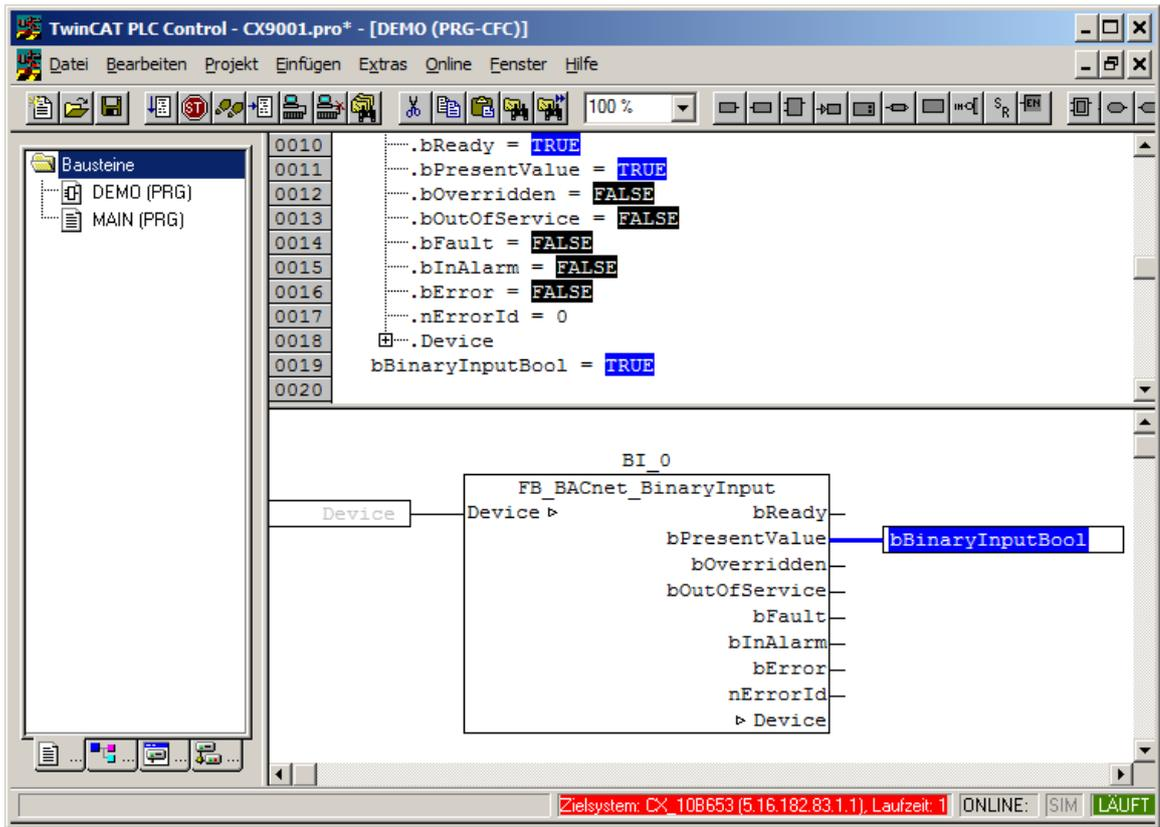 TwinCAT PLC Control - CX9001.pro* - [DEMO (PRG-CFC)]
Datei Bearbeiten Projekt Einfügen Extras Online Fenster Hilfe
100 %
Bausteine
DEMO (PRG)
MAIN (PRG)
0010 .bReady = TRUE
0011 .bPresentValue = TRUE
0012 .bOverridden = FALSE
0013 .bOutOfService = FALSE
0014 .bFault = FALSE
0015 .bInAlarm = FALSE
0016 .bError = FALSE
0017 .nErrorId = 0
0018 .Device
0019 bBinaryInputBool = TRUE
0020
BI_0
FB_BACnet_BinaryInput
Device Device bReady
bPresentValue bBinaryInputBool
bOverridden
bOutOfService
bFault
bInAlarm
bError
nErrorId
Device
Zielsystem: CX_10B653 (5.16.182.83.1.1), Laufzeit: 1 ONLINE: SIM LÄUFT